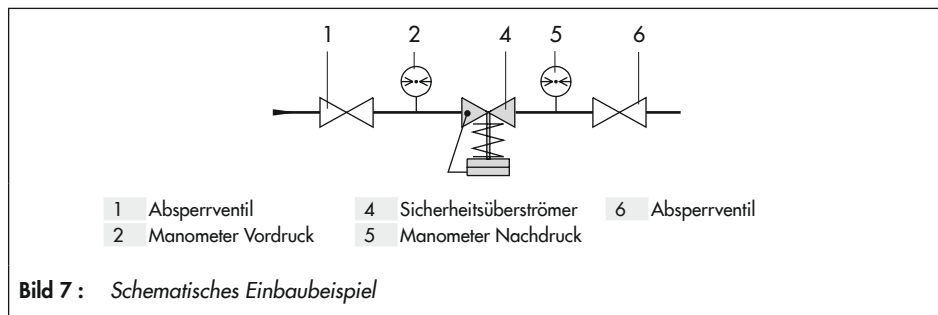 1 2 4 5 6
1 Absperrventil 4 Sicherheitsüberströmer 6 Absperrventil
2 Manometer Vordruck 5 Manometer Nachdruck
Bild 7 : Schematisches Einbaubeispiel